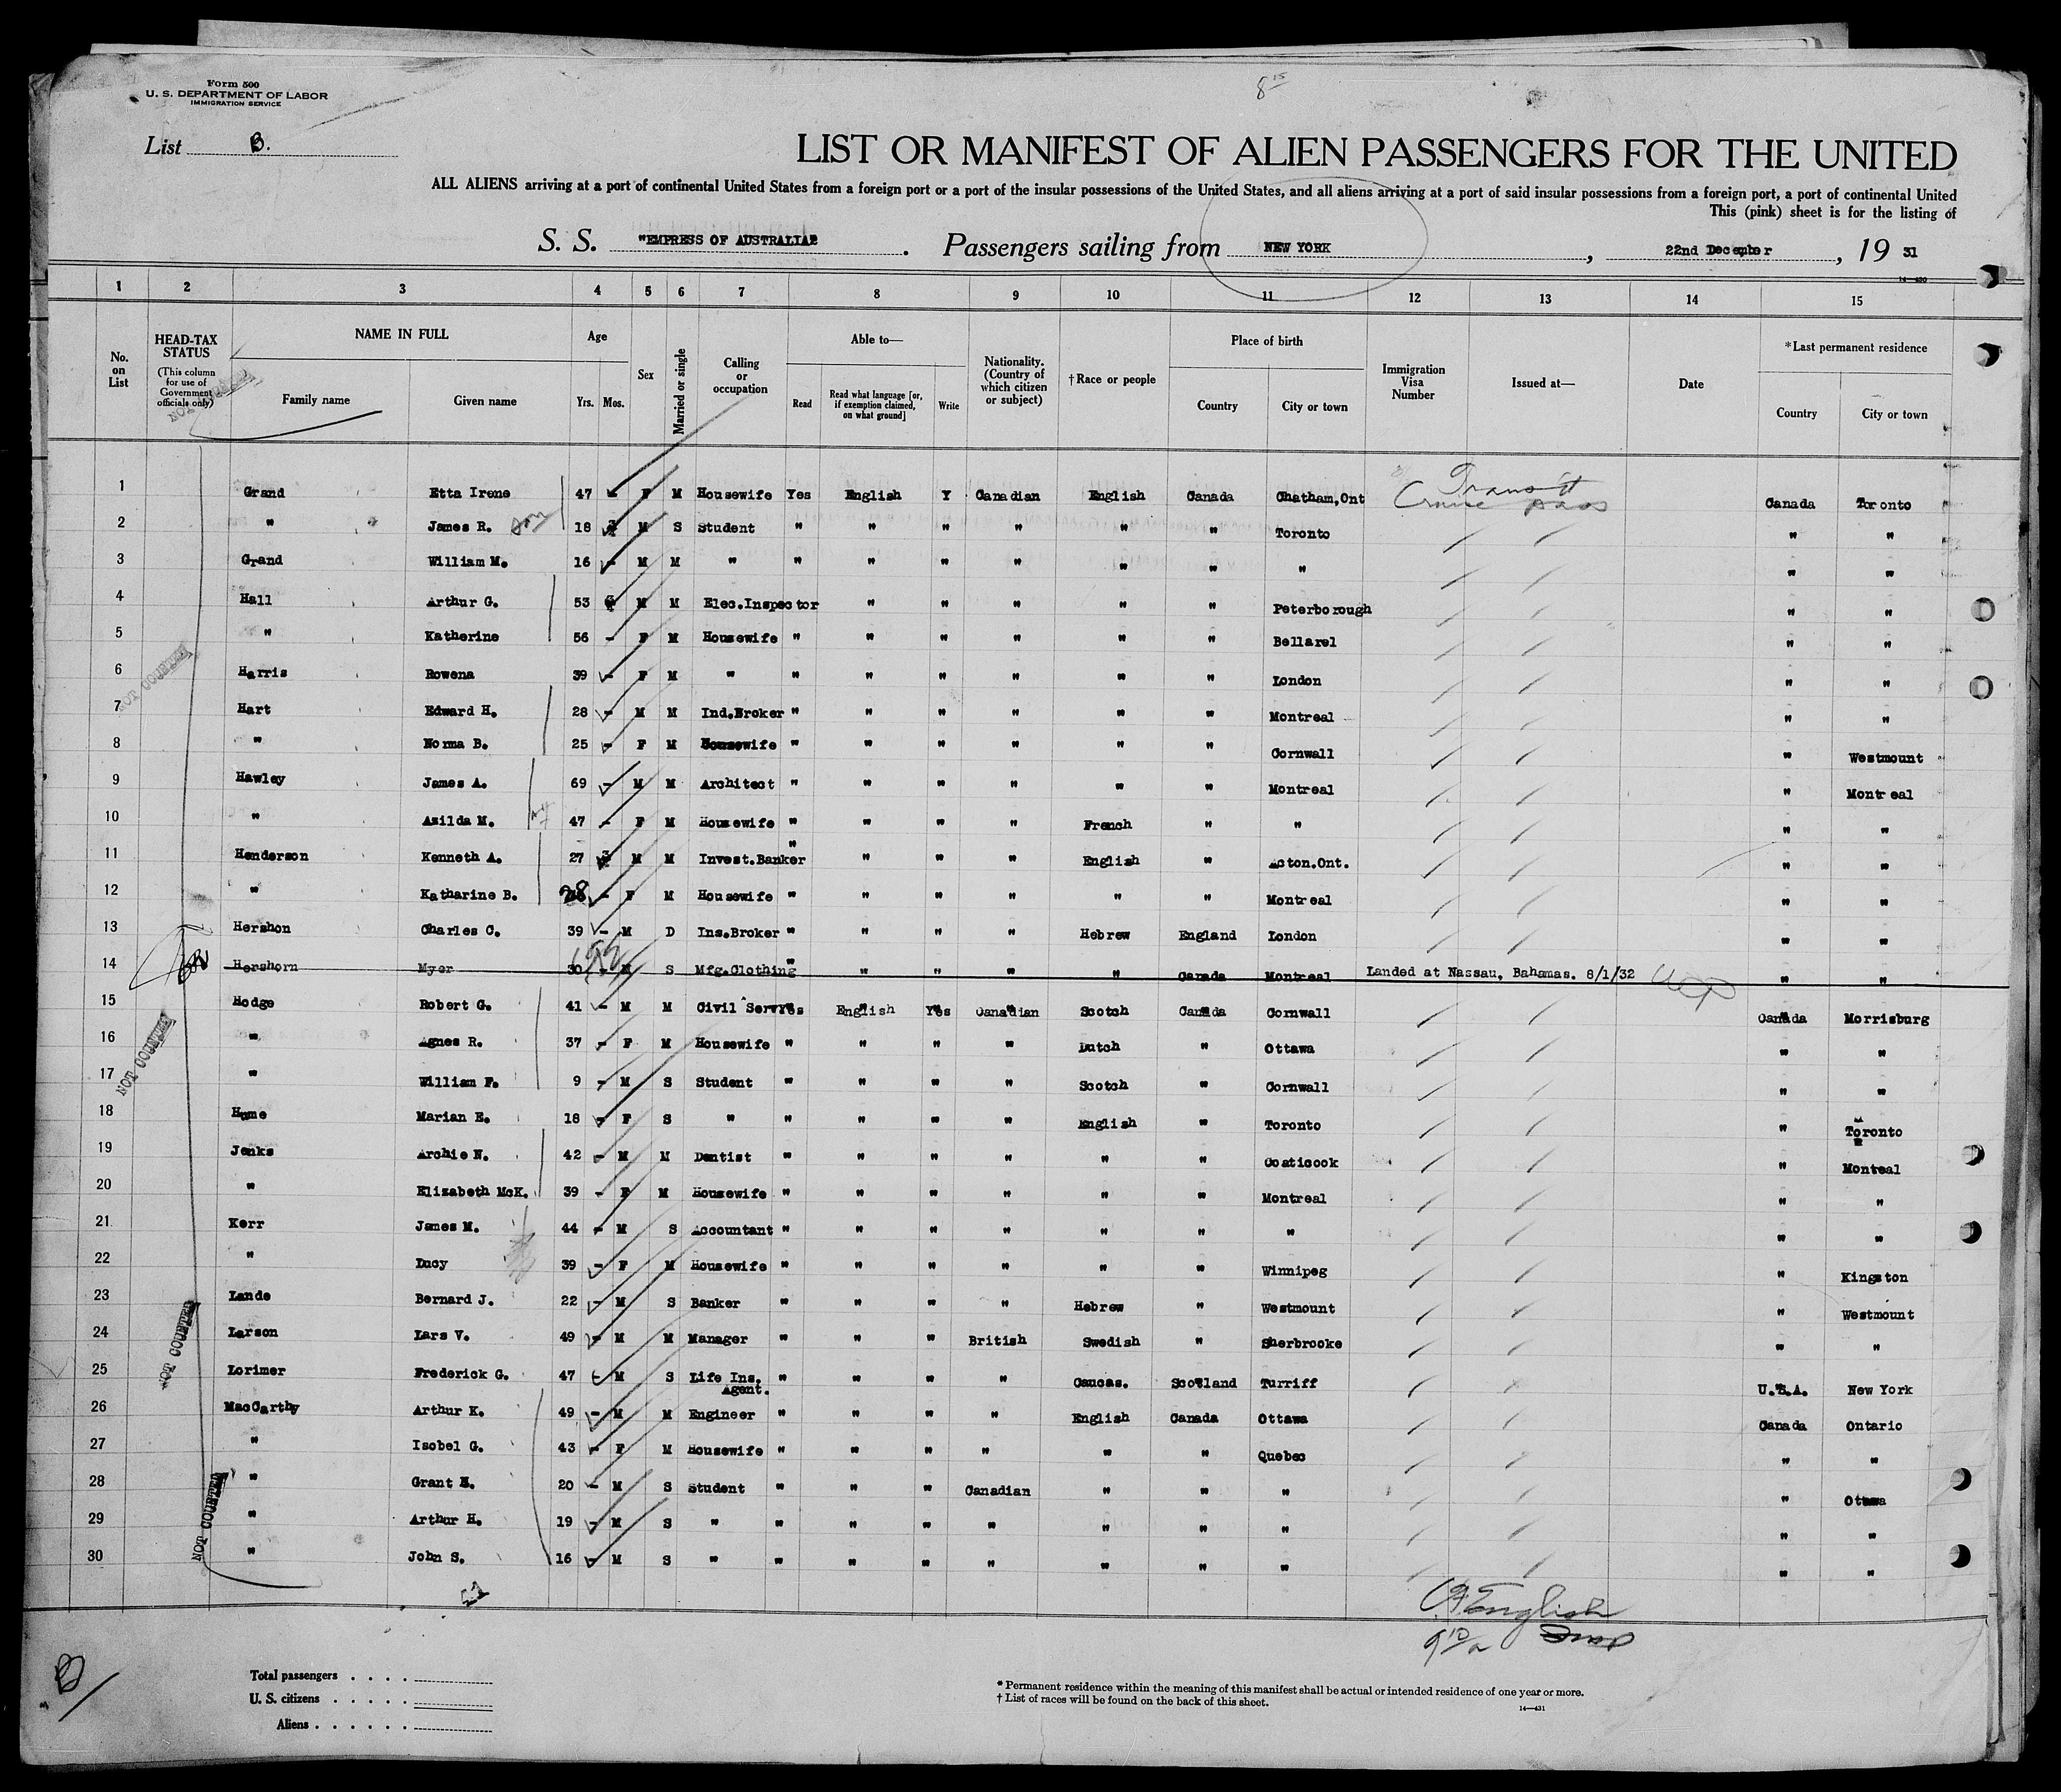 Form 500
U. S. DEPARTMENT OF LABOR
IMMIGRATION SERVICE
8 15
List B.
LIST OR MANIFEST OF ALIEN PASSENGERS FOR THE UNITED
ALL ALIENS arriving at a port of continental United States from a foreign port or a port of the insular possessions of the United States, and all aliens arriving at a port of said insular possessions from a foreign port, a port of continental United
This (pink) sheet is for the listing of
S. S. "EMPRESS OF AUSTRALIA" . Passengers sailing from NEW YORK , 22nd December , 19 31
14—430
1 2 3 4 5 6 7 8 9 10 11 12 13 14 15
No. on List
HEAD-TAX STATUS (This column for use of Government officials only)
NAME IN FULL Family name Given name
Age Yrs. Mos.
Sex
Married or single
Calling or occupation
Able to— Read Read what language [or, if exemption claimed, on what ground] Write
Nationality. (Country of which citizen or subject)
†Race or people
Place of birth Country City or town
Immigration Visa Number
Issued at—
Date
*Last permanent residence Country City or town
NOT COUNTED
Transit
1 Grand Etta Irene 47 - F M Housewife Yes English Y Canadian English Canada Chatham,Ont Cruise Canada Toronto
2 " James R. son 18 M S Student " " " " " " Toronto " "
3 Grand William M. 16 - M M " " " " " " " " " "
4 Hall Arthur G. 53 M M Elec.Inspector " " " " " Peterborough " "
5 " Katherine 56 - F M Housewife " " " " " " Bellarel " "
6 Harris Rowena 39 - F M " " " " " " " London " "
7 Hart Edward H. 28 - M M Ind.Broker " " " " " " Montreal " "
8 " Norma B. 25 - F M Housewife " " " " " " Cornwall " Westmount
9 Hawley James A. 69 - M M Architect " " " " " " Montreal " Montreal
10 " Azilda M. 47 - F M Housewife " " " " French " " " "
11 Henderson Kenneth A. 27 M M Invest.Banker " " " " English " Acton.Ont. " "
12 " Katharine B. 28 - F M Housewife " " " " " " Montreal " "
13 Hershon Charles C. 39 - M D Ins.Broker " " " " Hebrew England London " "
14 Hershorn Myer 30 - M S Mfg.Clothing " " " " " Canada Montreal Landed at Nassau, Bahamas. 8/1/32 " "
15 Hodge Robert G. 41 - M M Civil Serv Yes English Yes Canadian Scotch Canada Cornwall Canada Morrisburg
16 " Agnes R. 37 - F M Housewife " " " " Dutch " Ottawa " "
17 " William F. 9 - M S Student " " " " Scotch " Cornwall " "
18 Hume Marian E. 18 - F S " " " " " English " Toronto " Toronto
19 Jenks Archie N. 42 - M M Dentist " " " " " " Coaticook " Montreal
20 " Elizabeth McK. 39 - F M Housewife " " " " " " Montreal " "
21 Kerr James M. 44 - M S Accountant " " " " " " " " "
22 " Lucy 39 - F M Housewife " " " " " " Winnipeg " Kingston
23 Lande Bernard J. 22 - M S Banker " " " " Hebrew " Westmount " Westmount
24 Larson Lars V. 49 - M M Manager " " " British Swedish " Sherbrooke " "
25 Lorimer Frederick G. 47 - M S Life Ins. Agent. " " " " Caucas. Scotland Turriff U.S.A. New York
26 MacCarthy Arthur K. 49 - M M Engineer " " " " English Canada Ottawa Canada Ontario
27 " Isobel G. 43 - F M Housewife " " " " " " Quebec " "
28 " Grant E. 20 - M S Student " " " Canadian " " " " Ottawa
29 " Arthur H. 19 - M S " " " " " " " " " "
30 " John S. 16 - M S " " " " " " " " " "
NOT COUNTED
NOT COUNTED
NOT COUNTED
NOT COUNTED
English
9 10 a Insp
B
Total passengers . . . .
U. S. citizens . . . . .
Aliens . . . . . .
* Permanent residence within the meaning of this manifest shall be actual or intended residence of one year or more.
† List of races will be found on the back of this sheet.
14—431